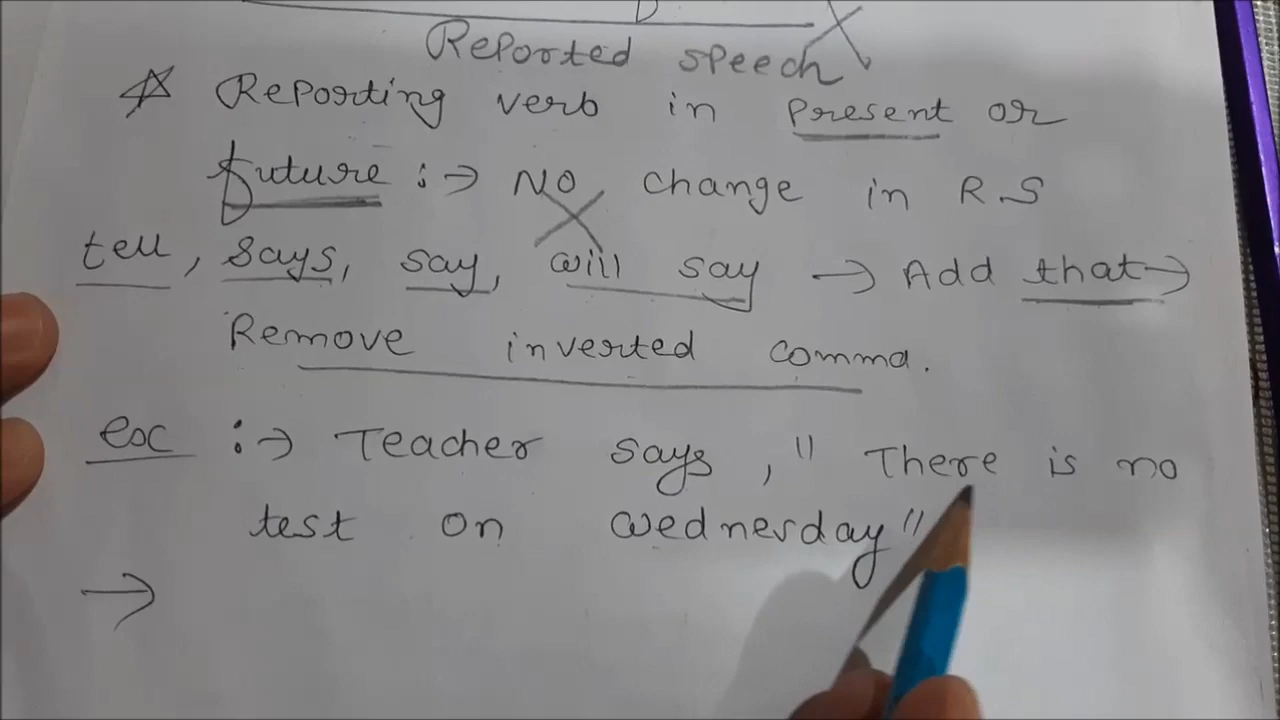 Reported speech
☆ Reporting verb in present or
future :→ No change in R.S
tell, says, say, will say → Add that →
Remove inverted comma.
ex :→ Teacher says, " There is no
test on Wednesday"
→